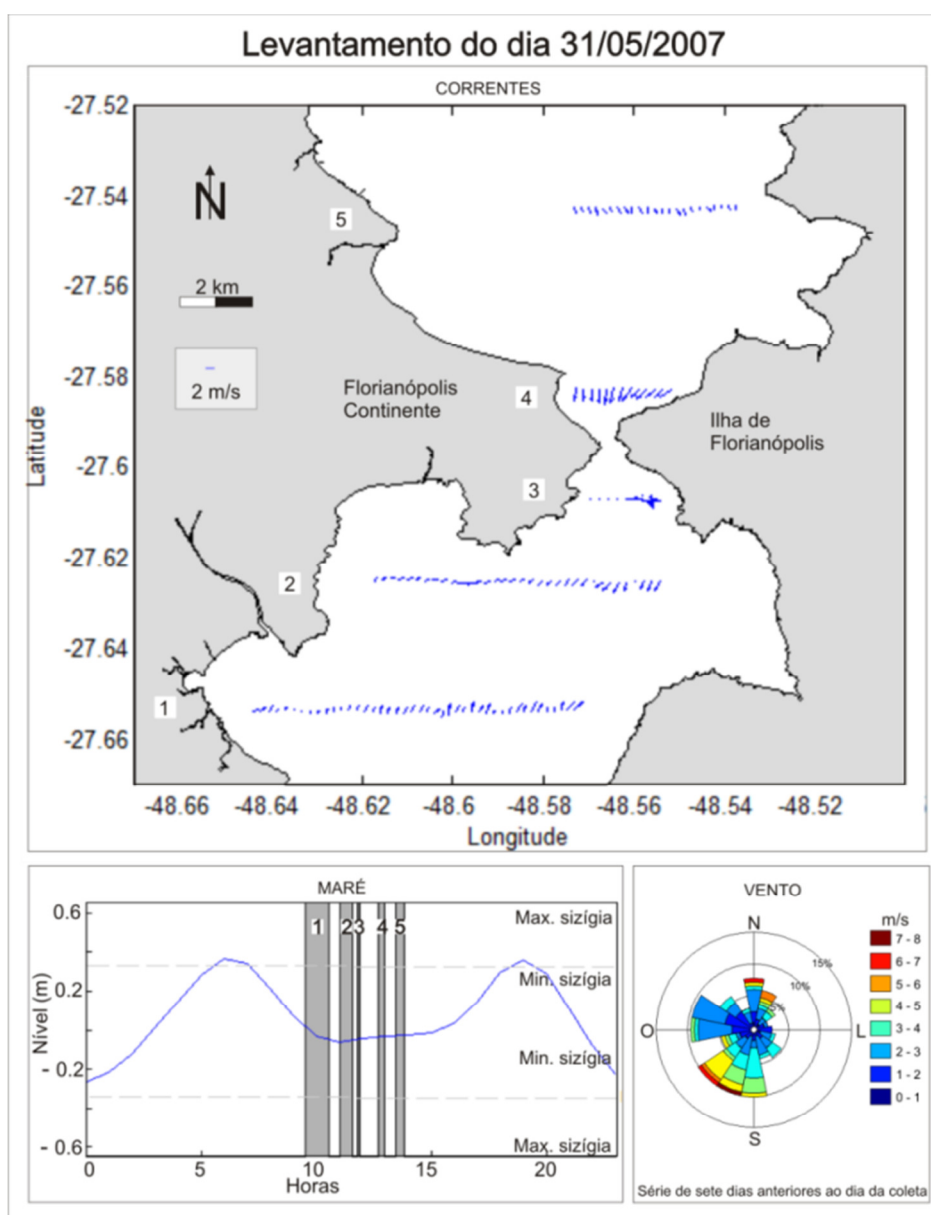 Levantamento do dia 31/05/2007
CORRENTES
-27.52
-27.54
-27.56
-27.58
-27.6
-27.62
-27.64
-27.66
Latitude
N
2 km
2 m/s
5
Florianópolis
Continente
4
Ilha de
Florianópolis
3
2
1
-48.66 -48.64 -48.62 -48.6 -48.58 -48.56 -48.54 -48.52
Longitude
MARÉ
0.6
0.2
- 0.2
- 0.6
Nível (m)
1 2 3 4 5
Max. sizígia
Min. sizígia
Min. sizígia
Max. sizígia
0 5 10 15 20
Horas
VENTO
N
O
L
S
15%
10%
5%
m/s
7 - 8
6 - 7
5 - 6
4 - 5
3 - 4
2 - 3
1 - 2
0 - 1
Série de sete dias anteriores ao dia da coleta